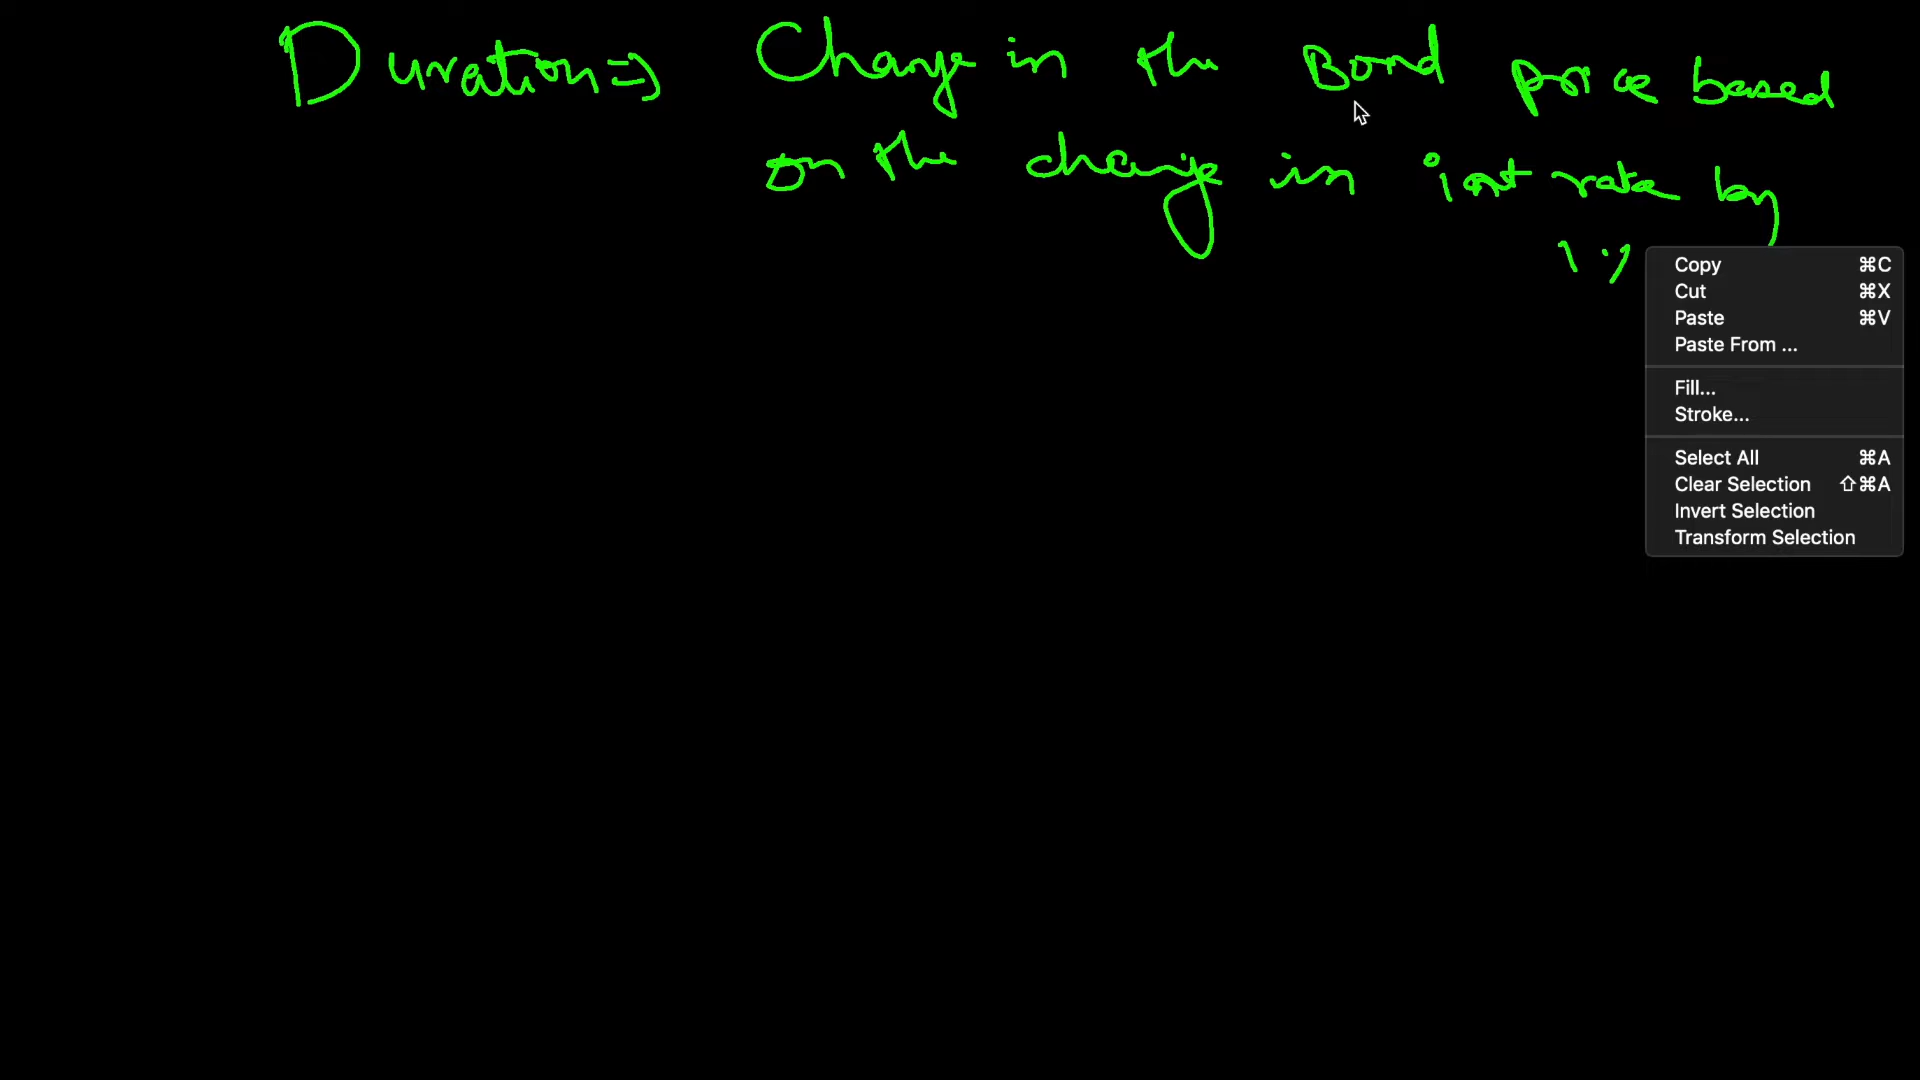 Duration => Change in the Bond price based
on the change in int rate by
1%
Copy ⌘C
Cut ⌘X
Paste ⌘V
Paste From ...
Fill...
Stroke...
Select All ⌘A
Clear Selection ⇧⌘A
Invert Selection
Transform Selection